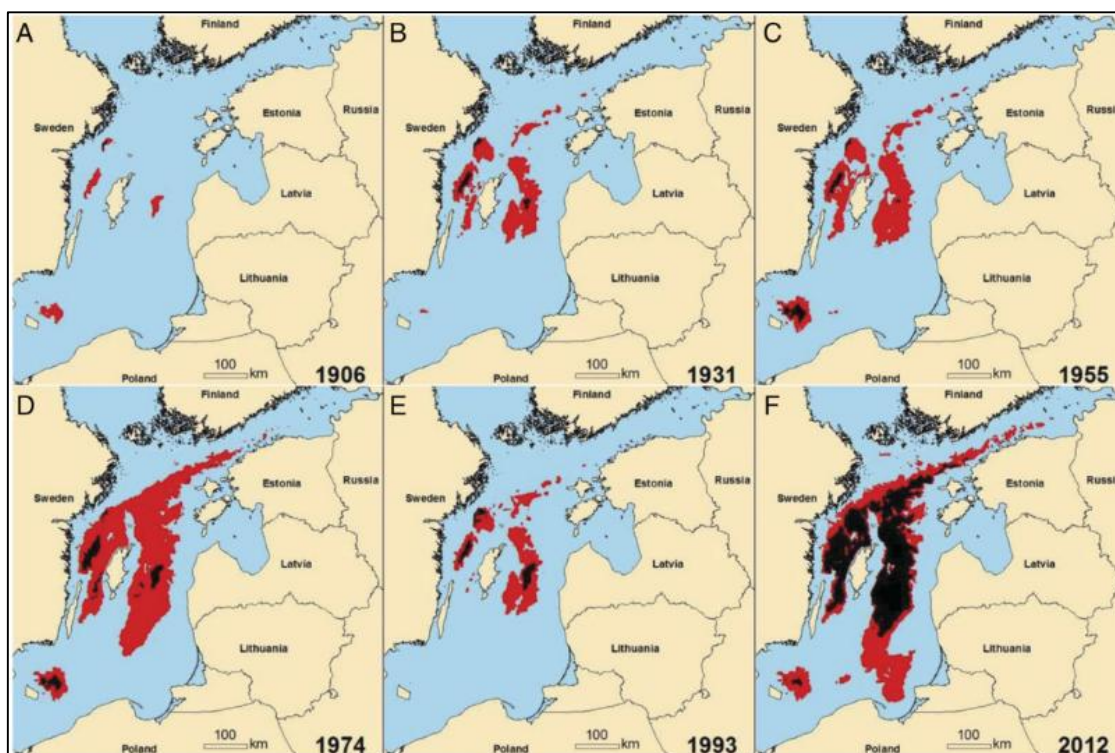 A
Finland
Sweden
Estonia
Russia
Latvia
Lithuania
Poland
100
km
1906
B
Finland
Sweden
Estonia
Russia
Latvia
Lithuania
Poland
100
km
1931
C
Finland
Sweden
Estonia
Russia
Latvia
Lithuania
Poland
100
km
1955
D
Finland
Sweden
Estonia
Russia
Latvia
Lithuania
Poland
100
km
1974
E
Finland
Sweden
Estonia
Russia
Latvia
Lithuania
Poland
100
km
1993
F
Finland
Sweden
Estonia
Russia
Latvia
Lithuania
Poland
100
km
2012